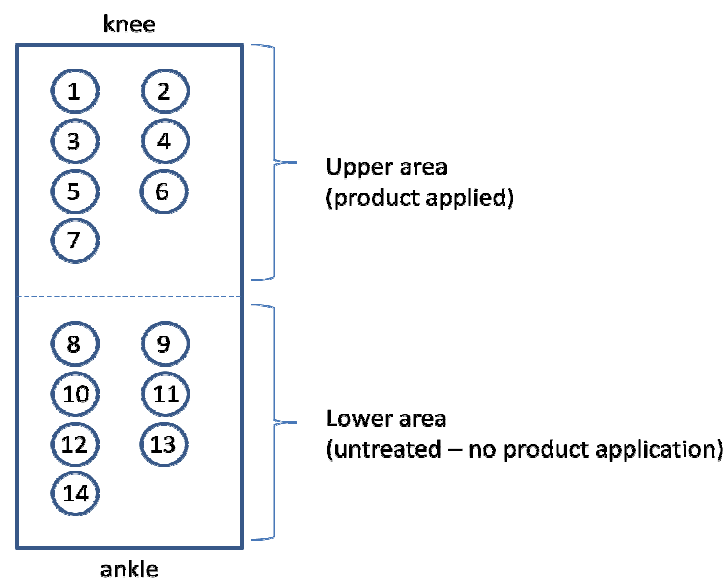 knee
1 2
3 4
5 6
7
Upper area
(product applied)
8 9
10 11
12 13
14
Lower area
(untreated – no product application)
ankle